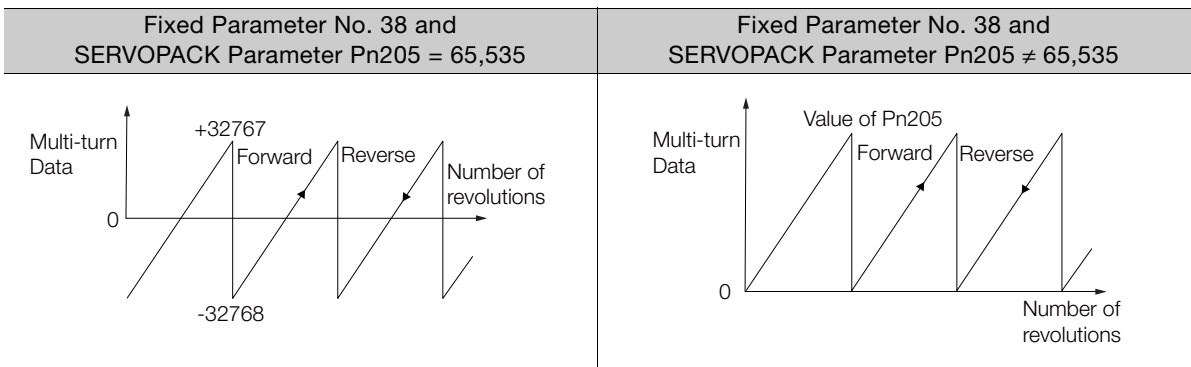 Fixed Parameter No. 38 and
SERVOPACK Parameter Pn205 = 65,535
Fixed Parameter No. 38 and
SERVOPACK Parameter Pn205 ≠ 65,535
Multi-turn
Data
+32767
Forward
Reverse
Number of
revolutions
0
-32768
Multi-turn
Data
Value of Pn205
Forward
Reverse
0
Number of
revolutions